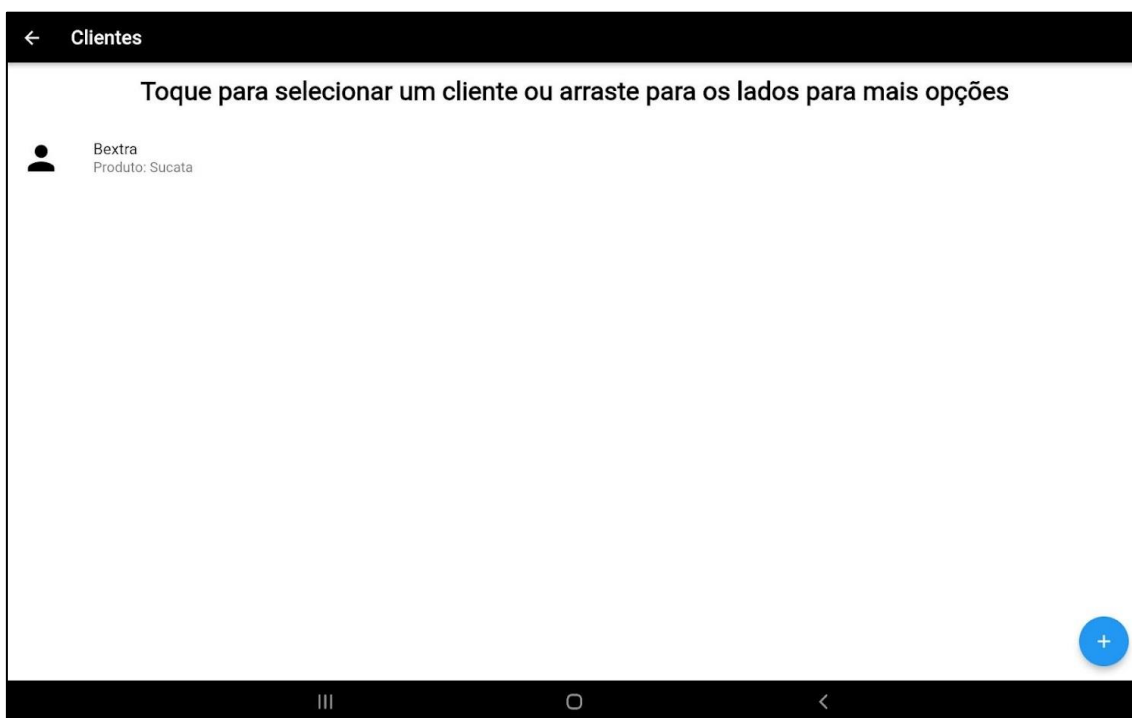 Clientes
Toque para selecionar um cliente ou arraste para os lados para mais opções
Bextra
Produto: Sucata
+